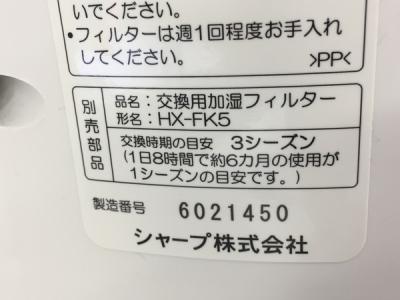 いでください。
・フィルターは週1回程度お手入れ
してください。
>PP<
別売部品
品名：交換用加湿フィルター
形名：HX-FK5
交換時期の目安 3シーズン
(1日8時間で約6カ月の使用が
1シーズンの目安です。)
製造番号 6021450
シャープ株式会社